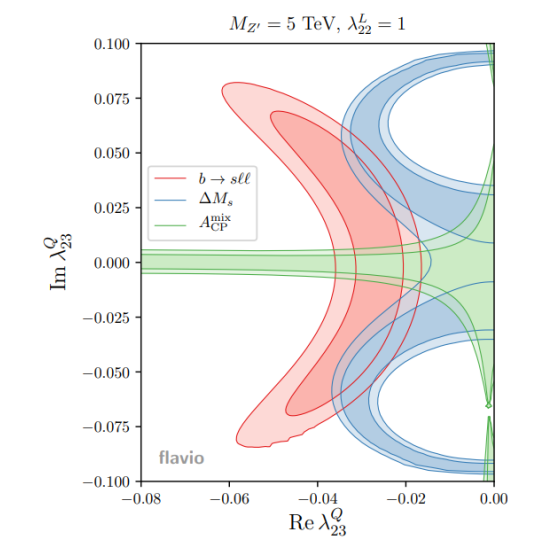 M_{Z'} = 5 TeV, λ^L_{22} = 1
0.100
0.075
0.050
0.025
0.000
−0.025
−0.050
−0.075
−0.100
Im λ^Q_{23}
b → sℓℓ
ΔM_s
A^{mix}_{CP}
flavio
−0.08
−0.06
−0.04
−0.02
0.00
Re λ^Q_{23}